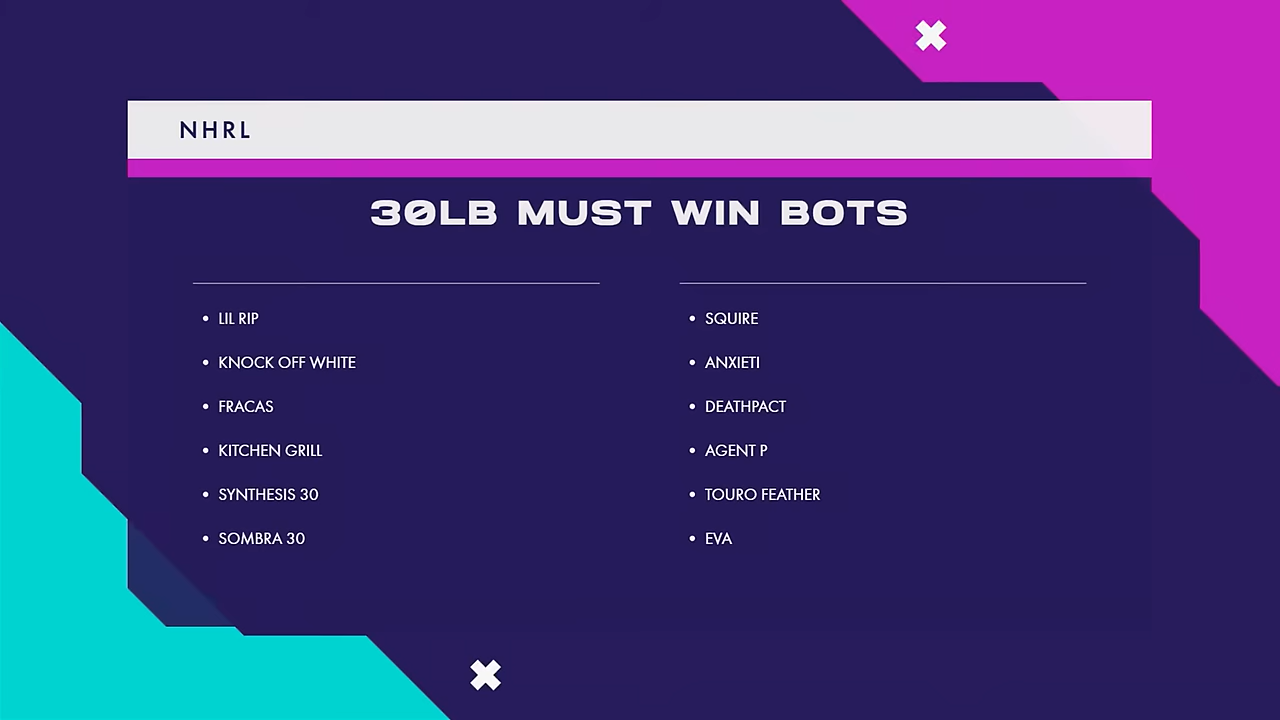 NHRL
30LB MUST WIN BOTS
• LIL RIP
• KNOCK OFF WHITE
• FRACAS
• KITCHEN GRILL
• SYNTHESIS 30
• SOMBRA 30
• SQUIRE
• ANXIETI
• DEATHPACT
• AGENT P
• TOURO FEATHER
• EVA